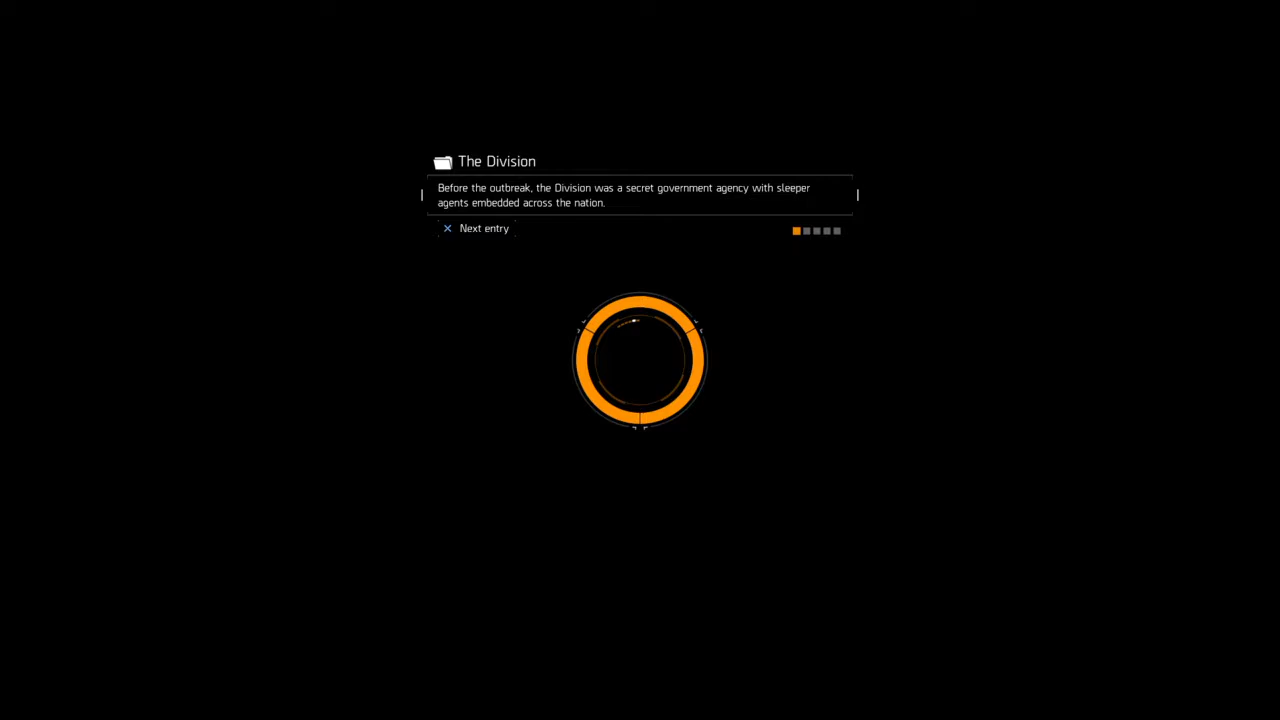 The Division
Before the outbreak, the Division was a secret government agency with sleeper
agents embedded across the nation.
Next entry